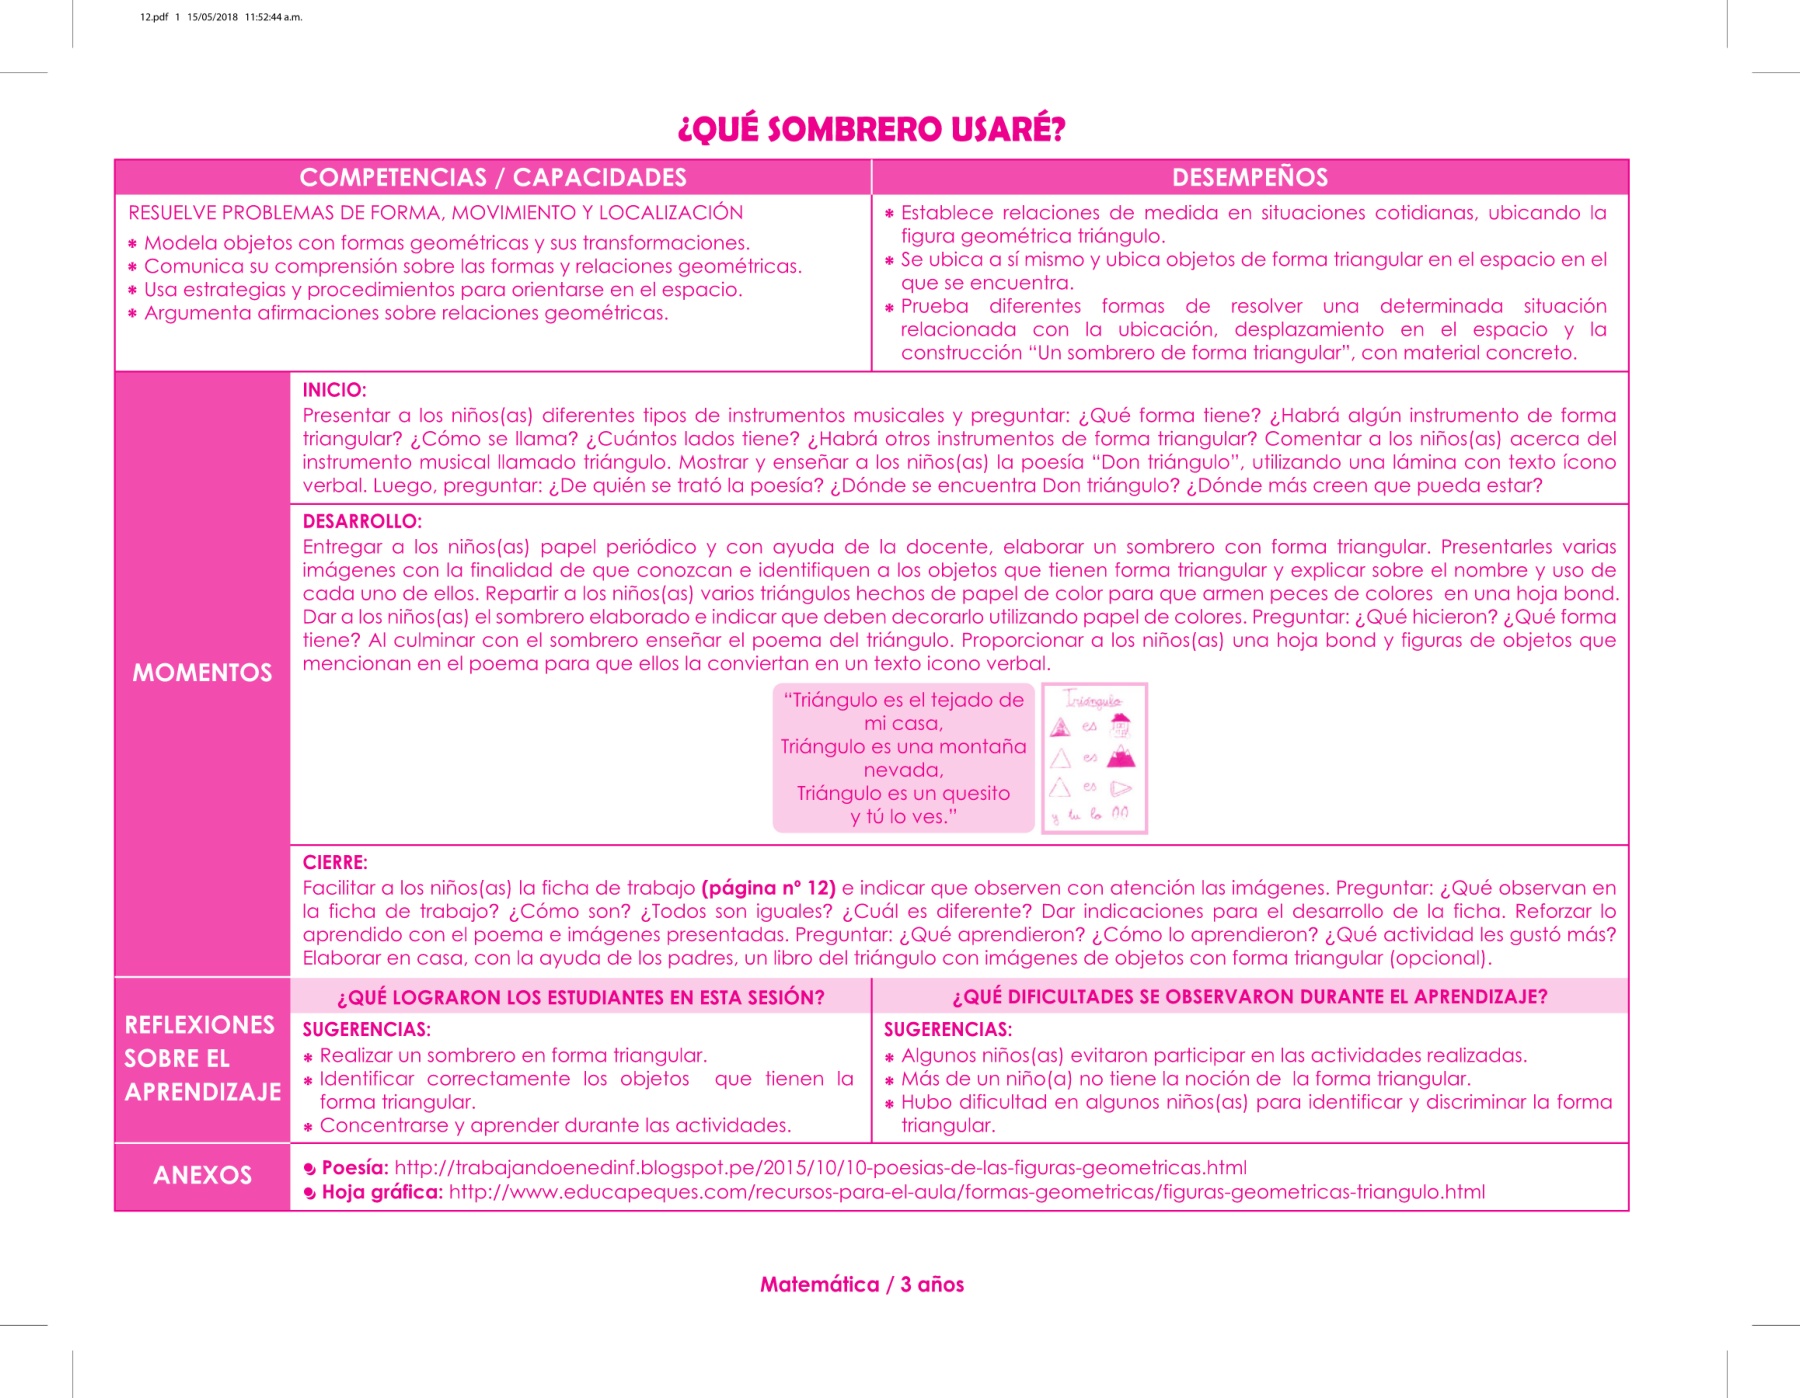 12.pdf   1   15/05/2018   11:52:44 a.m.
¿QUÉ SOMBRERO USARÉ?
COMPETENCIAS / CAPACIDADES
RESUELVE PROBLEMAS DE FORMA, MOVIMIENTO Y LOCALIZACIÓN
* Modela objetos con formas geométricas y sus transformaciones.
* Comunica su comprensión sobre las formas y relaciones geométricas.
* Usa estrategias y procedimientos para orientarse en el espacio.
* Argumenta afirmaciones sobre relaciones geométricas.
DESEMPEÑOS
* Establece relaciones de medida en situaciones cotidianas, ubicando la
figura geométrica triángulo.
* Se ubica a sí mismo y ubica objetos de forma triangular en el espacio en el
que se encuentra.
* Prueba diferentes formas de resolver una determinada situación
relacionada con la ubicación, desplazamiento en el espacio y la
construcción “Un sombrero de forma triangular”, con material concreto.
MOMENTOS
INICIO:
Presentar a los niños(as) diferentes tipos de instrumentos musicales y preguntar: ¿Qué forma tiene? ¿Habrá algún instrumento de forma
triangular? ¿Cómo se llama? ¿Cuántos lados tiene? ¿Habrá otros instrumentos de forma triangular? Comentar a los niños(as) acerca del
instrumento musical llamado triángulo. Mostrar y enseñar a los niños(as) la poesía “Don triángulo”, utilizando una lámina con texto ícono
verbal. Luego, preguntar: ¿De quién se trató la poesía? ¿Dónde se encuentra Don triángulo? ¿Dónde más creen que pueda estar?
DESARROLLO:
Entregar a los niños(as) papel periódico y con ayuda de la docente, elaborar un sombrero con forma triangular. Presentarles varias
imágenes con la finalidad de que conozcan e identifiquen a los objetos que tienen forma triangular y explicar sobre el nombre y uso de
cada uno de ellos. Repartir a los niños(as) varios triángulos hechos de papel de color para que armen peces de colores  en una hoja bond.
Dar a los niños(as) el sombrero elaborado e indicar que deben decorarlo utilizando papel de colores. Preguntar: ¿Qué hicieron? ¿Qué forma
tiene? Al culminar con el sombrero enseñar el poema del triángulo. Proporcionar a los niños(as) una hoja bond y figuras de objetos que
mencionan en el poema para que ellos la conviertan en un texto icono verbal.
“Triángulo es el tejado de
mi casa,
Triángulo es una montaña
nevada,
Triángulo es un quesito
y tú lo ves.”
Triángulo
es
es
es
y tu lo
CIERRE:
Facilitar a los niños(as) la ficha de trabajo (página nº 12) e indicar que observen con atención las imágenes. Preguntar: ¿Qué observan en
la ficha de trabajo? ¿Cómo son? ¿Todos son iguales? ¿Cuál es diferente? Dar indicaciones para el desarrollo de la ficha. Reforzar lo
aprendido con el poema e imágenes presentadas. Preguntar: ¿Qué aprendieron? ¿Cómo lo aprendieron? ¿Qué actividad les gustó más?
Elaborar en casa, con la ayuda de los padres, un libro del triángulo con imágenes de objetos con forma triangular (opcional).
REFLEXIONES
SOBRE EL
APRENDIZAJE
¿QUÉ LOGRARON LOS ESTUDIANTES EN ESTA SESIÓN?
SUGERENCIAS:
* Realizar un sombrero en forma triangular.
* Identificar correctamente los objetos  que tienen la
forma triangular.
* Concentrarse y aprender durante las actividades.
¿QUÉ DIFICULTADES SE OBSERVARON DURANTE EL APRENDIZAJE?
SUGERENCIAS:
* Algunos niños(as) evitaron participar en las actividades realizadas.
* Más de un niño(a) no tiene la noción de  la forma triangular.
* Hubo dificultad en algunos niños(as) para identificar y discriminar la forma
triangular.
ANEXOS
Poesía: http://trabajandoenedinf.blogspot.pe/2015/10/10-poesias-de-las-figuras-geometricas.html
Hoja gráfica: http://www.educapeques.com/recursos-para-el-aula/formas-geometricas/figuras-geometricas-triangulo.html
Matemática / 3 años